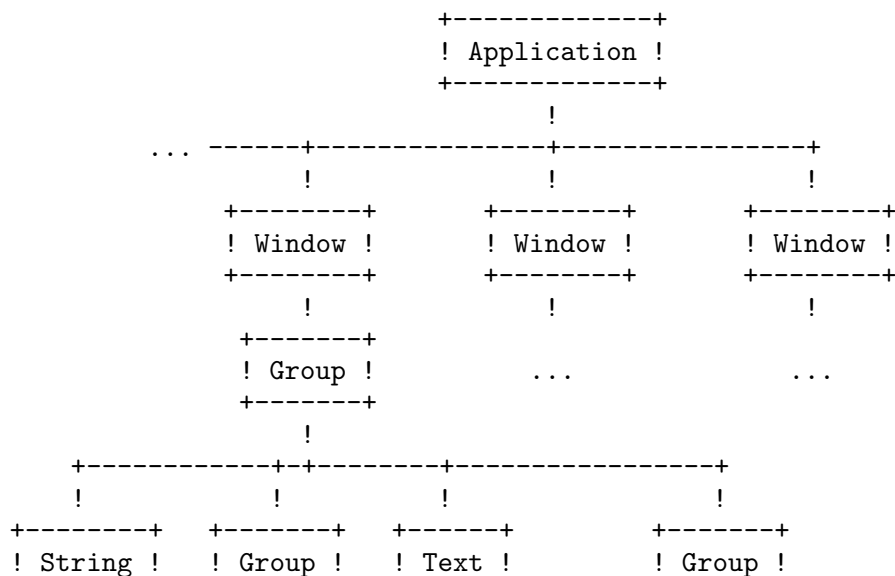 +-------------+
! Application !
+-------------+
!
... ------+---------------+----------------+
! ! !
+--------+ +--------+ +--------+
! Window ! ! Window ! ! Window !
+--------+ +--------+ +--------+
! ! !
+-------+
! Group ! ... ...
+-------+
!
+------------+-+--------+-----------------+
! ! ! !
+--------+ +-------+ +------+ +-------+
! String ! ! Group ! ! Text ! ! Group !